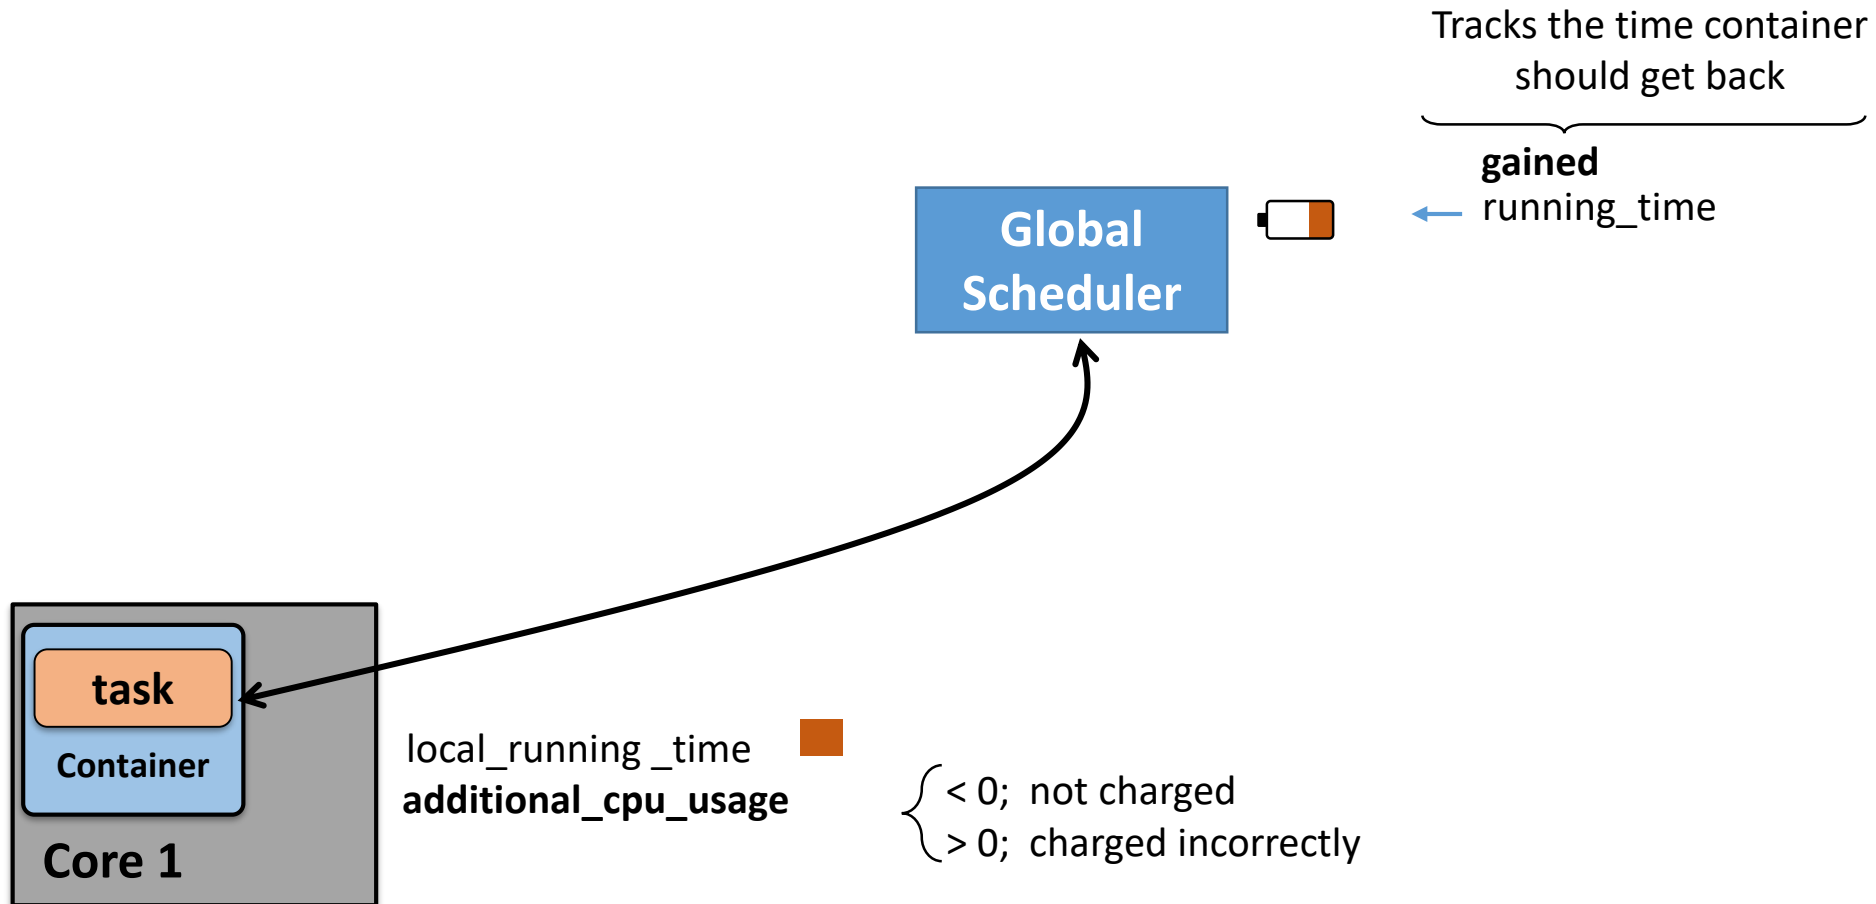 Tracks the time container
should get back
gained
running_time
Global
Scheduler
task
Container
Core 1
local_running _time
additional_cpu_usage
< 0; not charged
> 0; charged incorrectly